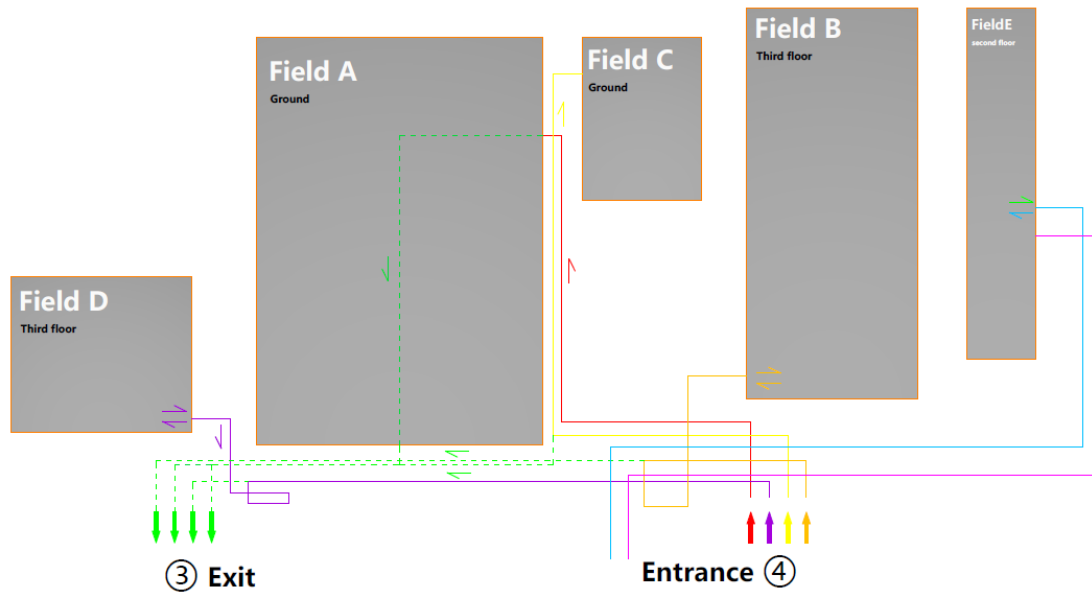 Field A
Ground
Field C
Ground
Field B
Third floor
FieldE
second floor
Field D
Third floor
③ Exit
Entrance ④